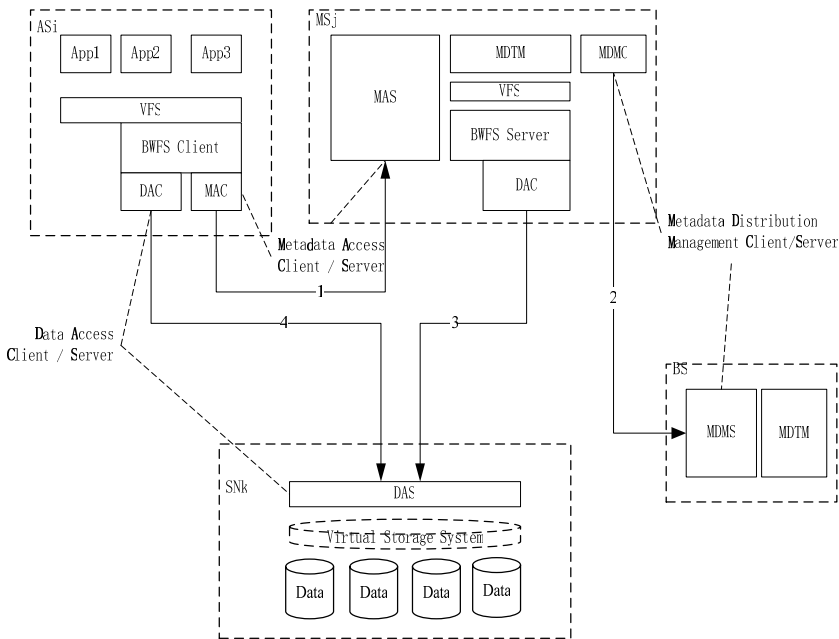 ASi
App1
App2
App3
VFS
BWFS Client
DAC
MAC
MSj
MAS
MDTM
MDMC
VFS
BWFS Server
DAC
Metadata Access
Client / Server
Metadata Distribution
Management Client/Server
1
2
4
3
Data Access
Client / Server
BS
MDMS
MDTM
SNk
DAS
Virtual Storage System
Data
Data
Data
Data